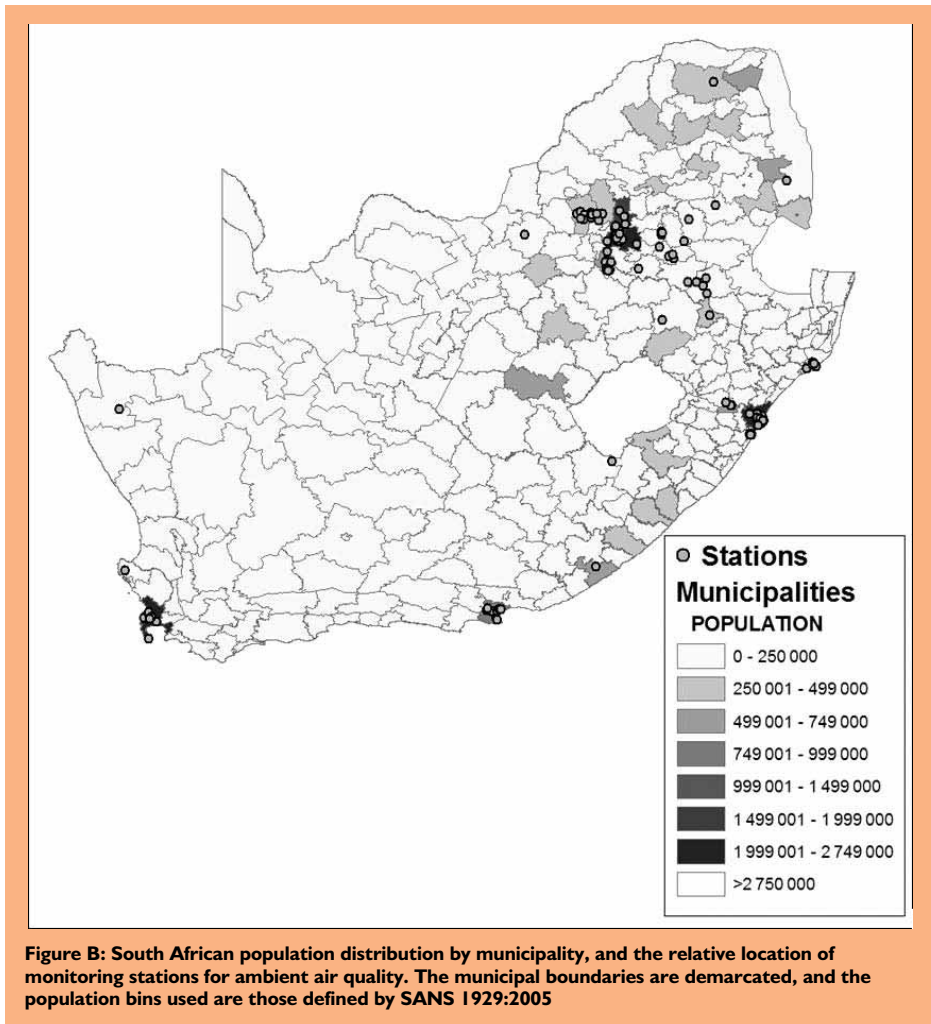 Stations
Municipalities
POPULATION
0 - 250 000
250 001 - 499 000
499 001 - 749 000
749 001 - 999 000
999 001 - 1 499 000
1 499 001 - 1 999 000
1 999 001 - 2 749 000
>2 750 000
Figure B: South African population distribution by municipality, and the relative location of
monitoring stations for ambient air quality. The municipal boundaries are demarcated, and the
population bins used are those defined by SANS 1929:2005